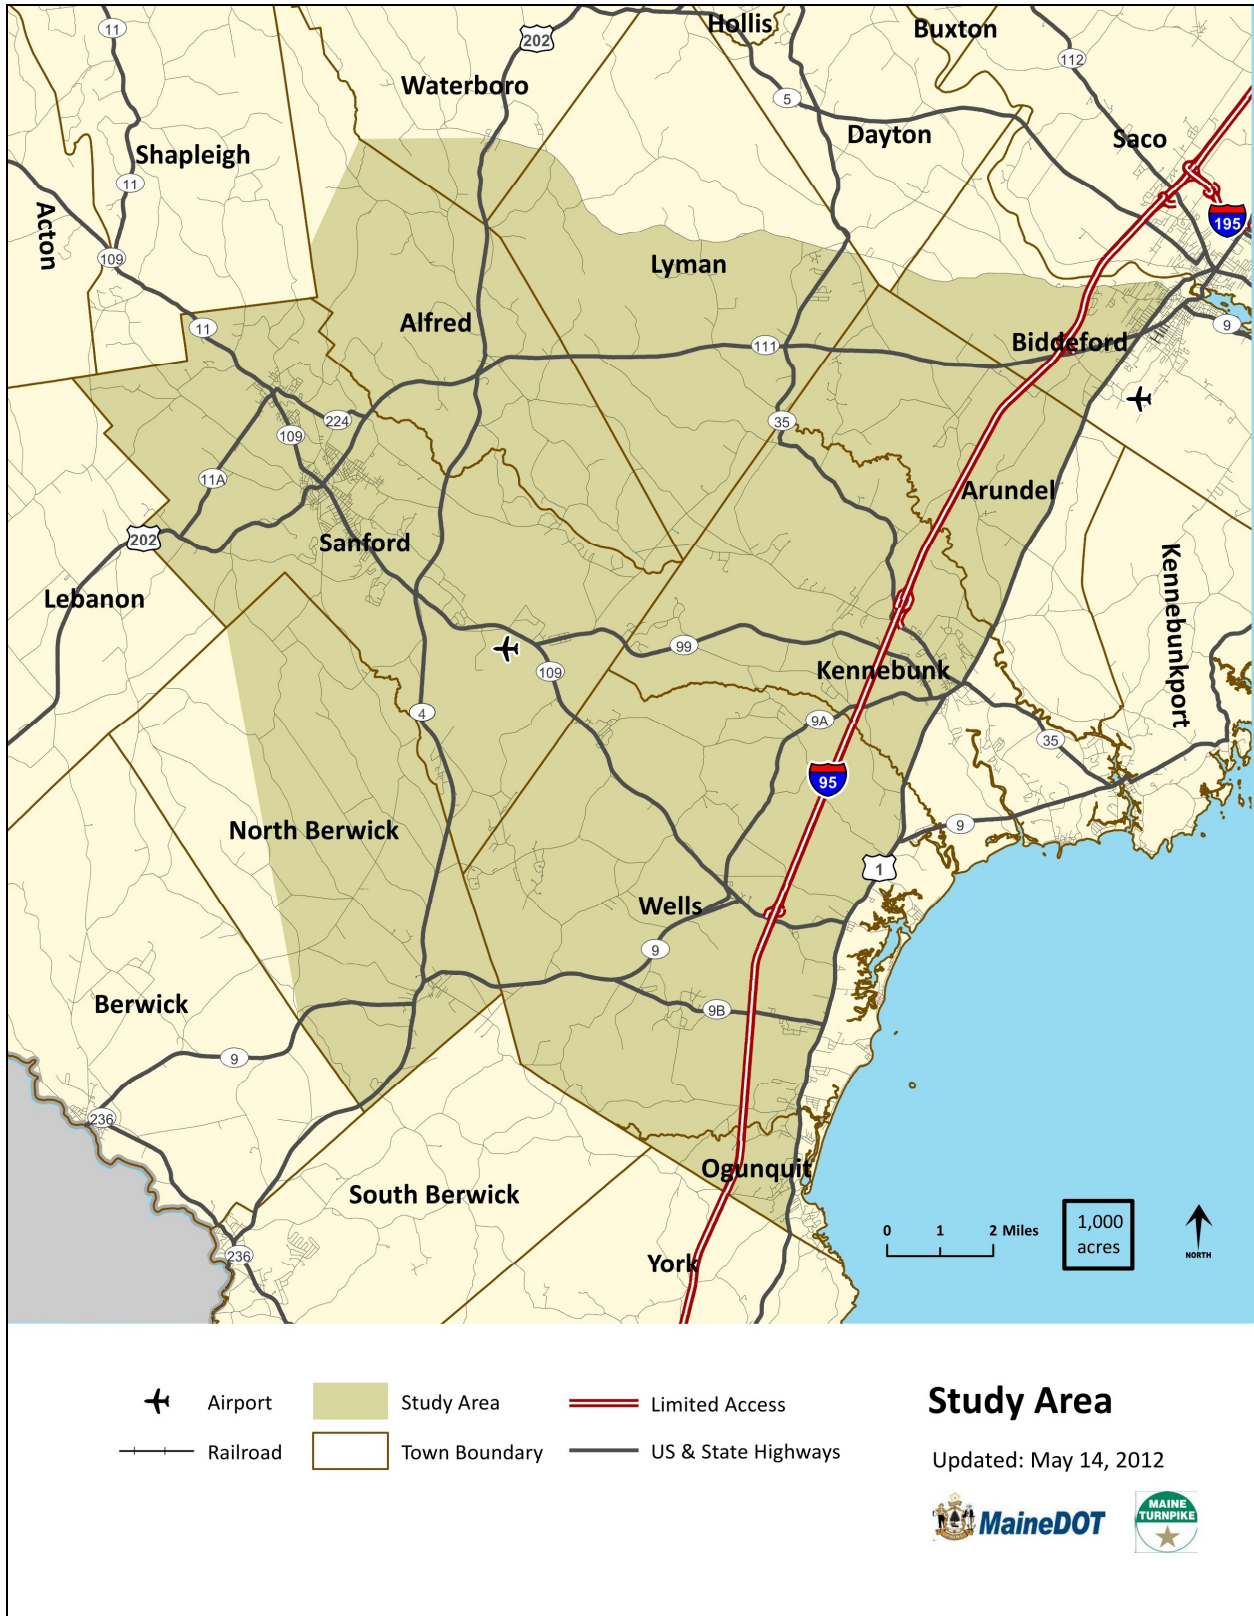 Hollis
11
202
Buxton
112
Waterboro
5
Dayton
Saco
Shapleigh
11
195
Acton
109
Lyman
11
Alfred
9
111
Biddeford
224
109
35
11A
Arundel
202
Sanford
Kennebunkport
Lebanon
99
109
Kennebunk
4
9A
35
95
North Berwick
9
1
Wells
9
Berwick
9B
9
236
Ogunquit
South Berwick
0 1 2 Miles
1,000
acres
NORTH
236
York
Airport
Study Area
Limited Access
Railroad
Town Boundary
US & State Highways
Study Area
Updated: May 14, 2012
MaineDOT
MAINE
TURNPIKE